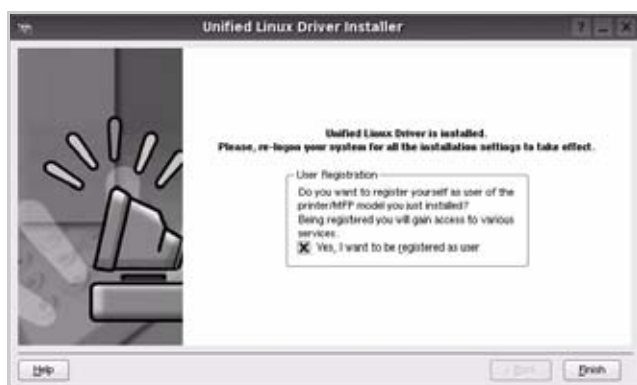 Unified Linux Driver Installer
Unified Linux Driver is installed.
Please, re-logon your system for all the installation settings to take effect.
User Registration
Do you want to register yourself as user of the
printer/MFP model you just installed?
Being registered you will gain access to various
services.
Yes, I want to be registered as user
Help
Finish